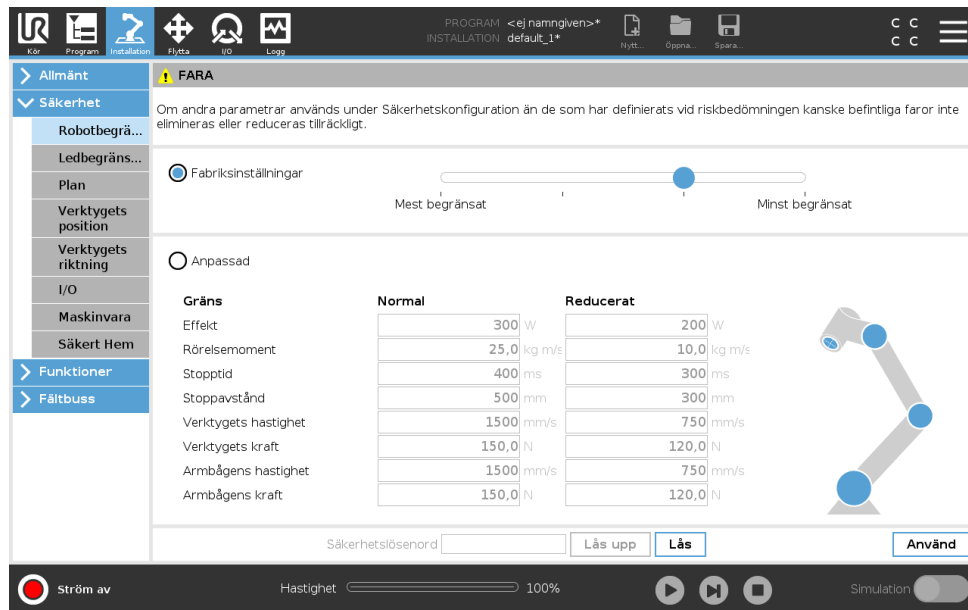 UR
PROGRAM <ej namngiven>*
INSTALLATION default_1*
Kör
Program
Installation
Flytta
I/O
Logg
Nytt...
Öppna...
Spara...
C C
C C
Allmänt
Säkerhet
Robotbegrä...
Ledbegräns...
Plan
Verktygets
position
Verktygets
riktning
I/O
Maskinvara
Säkert Hem
Funktioner
Fältbuss
FARA
Om andra parametrar används under Säkerhetskonfiguration än de som har definierats vid riskbedömningen kanske befintliga faror inte
elimineras eller reduceras tillräckligt.
Fabriksinställningar
Mest begränsat Minst begränsat
Anpassad
Gräns Normal Reducerat
Effekt 300 W 200 W
Rörelsemoment 25,0 kg m/s 10,0 kg m/s
Stopptid 400 ms 300 ms
Stoppavstånd 500 mm 300 mm
Verktygets hastighet 1500 mm/s 750 mm/s
Verktygets kraft 150,0 N 120,0 N
Armbågens hastighet 1500 mm/s 750 mm/s
Armbågens kraft 150,0 N 120,0 N
Säkerhetslösenord Lås upp Lås Använd
Ström av Hastighet 100% Simulation